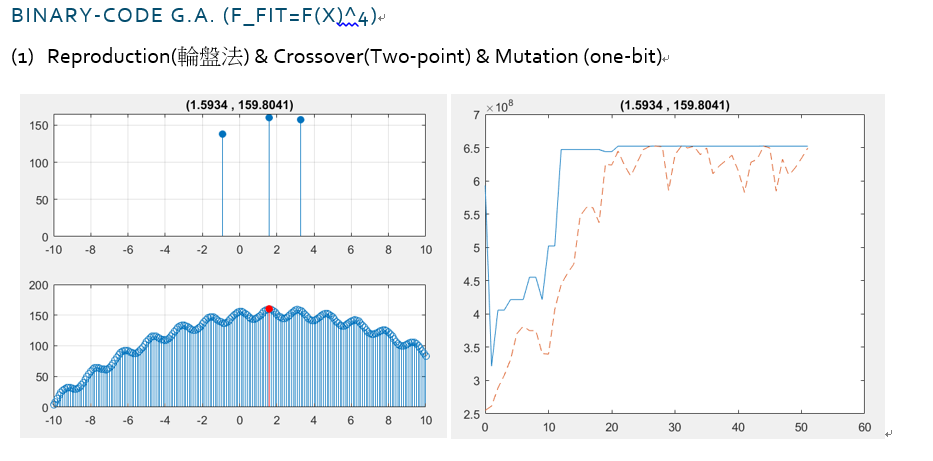 BINARY-CODE G.A. (F_FIT=F(X)^4)
(1) Reproduction(輪盤法) & Crossover(Two-point) & Mutation (one-bit)
(1.5934 , 159.8041)
150
100
50
0
-10 -8 -6 -4 -2 0 2 4 6 8 10
200
150
100
50
0
-10 -8 -6 -4 -2 0 2 4 6 8 10
(1.5934 , 159.8041)
× 10^8
7
6.5
6
5.5
5
4.5
4
3.5
3
2.5
0 10 20 30 40 50 60